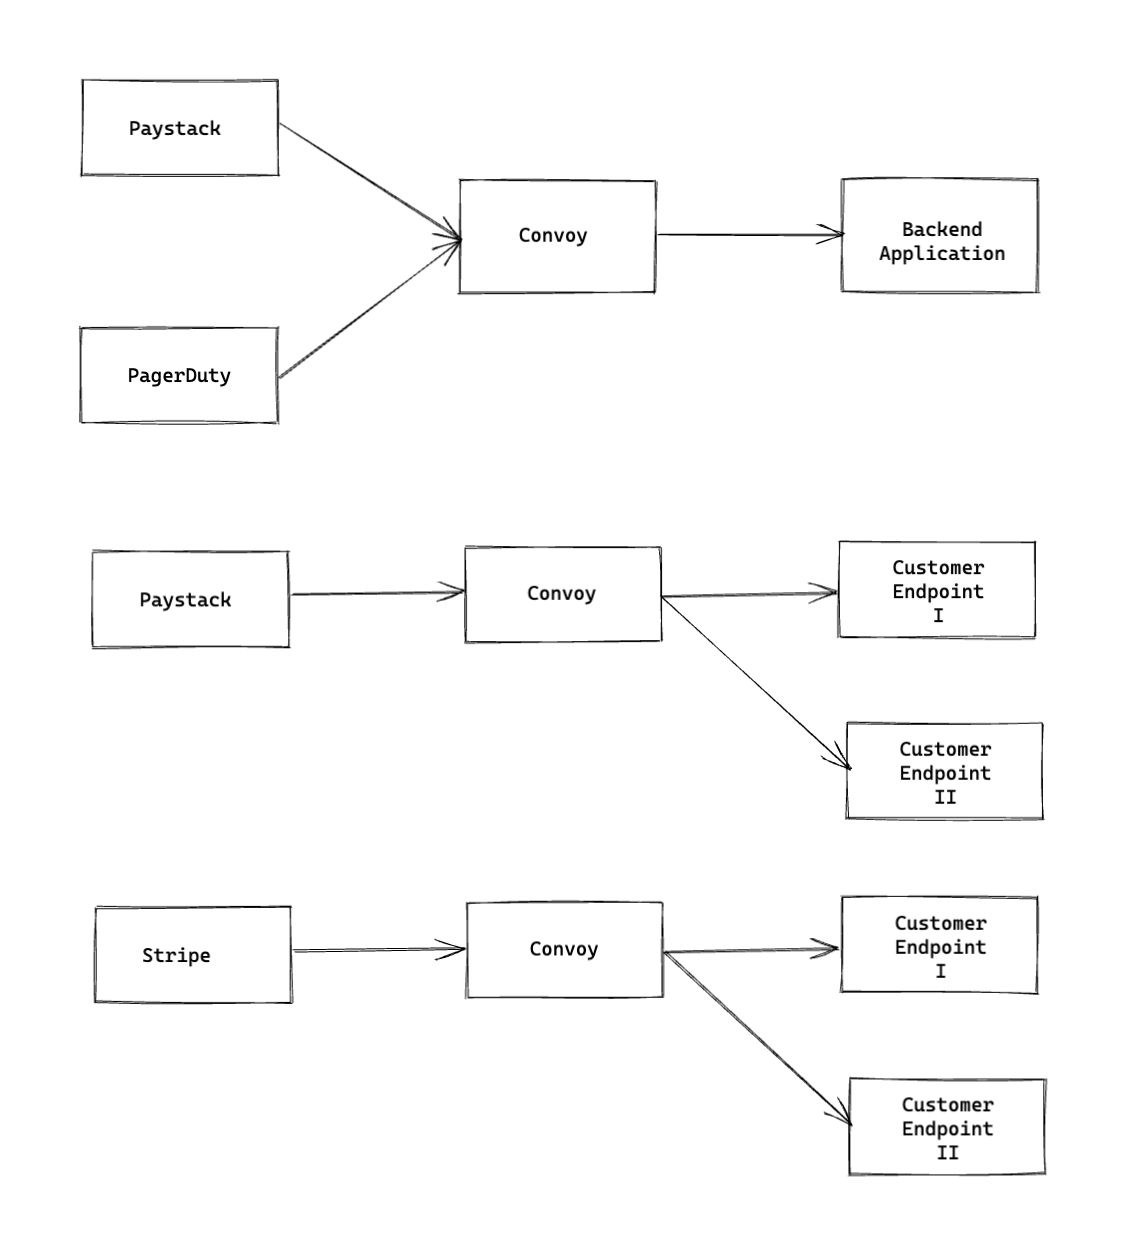 Paystack
Convoy
Backend
Application
PagerDuty
Paystack
Convoy
Customer
Endpoint
I
Customer
Endpoint
II
Stripe
Convoy
Customer
Endpoint
I
Customer
Endpoint
II